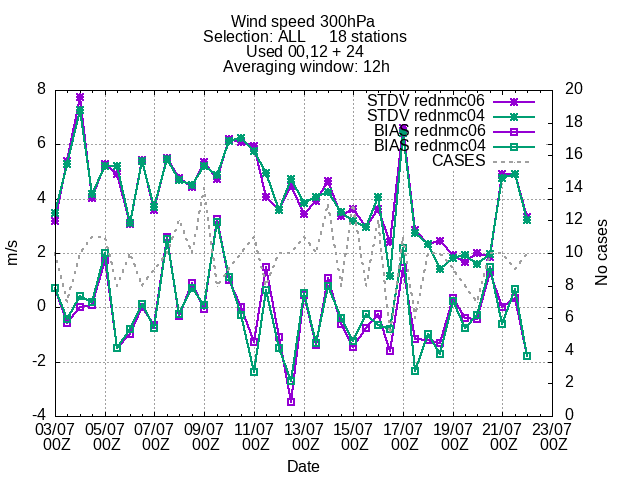 Wind speed 300hPa
Selection: ALL 18 stations
Used 00,12 + 24
Averaging window: 12h
STDV rednmc06
STDV rednmc04
BIAS rednmc06
BIAS rednmc04
CASES
8
6
4
2
0
-2
-4
m/s
20
18
16
14
12
10
8
6
4
2
0
No cases
03/07 05/07 07/07 09/07 11/07 13/07 15/07 17/07 19/07 21/07 23/07
00Z 00Z 00Z 00Z 00Z 00Z 00Z 00Z 00Z 00Z 00Z
Date